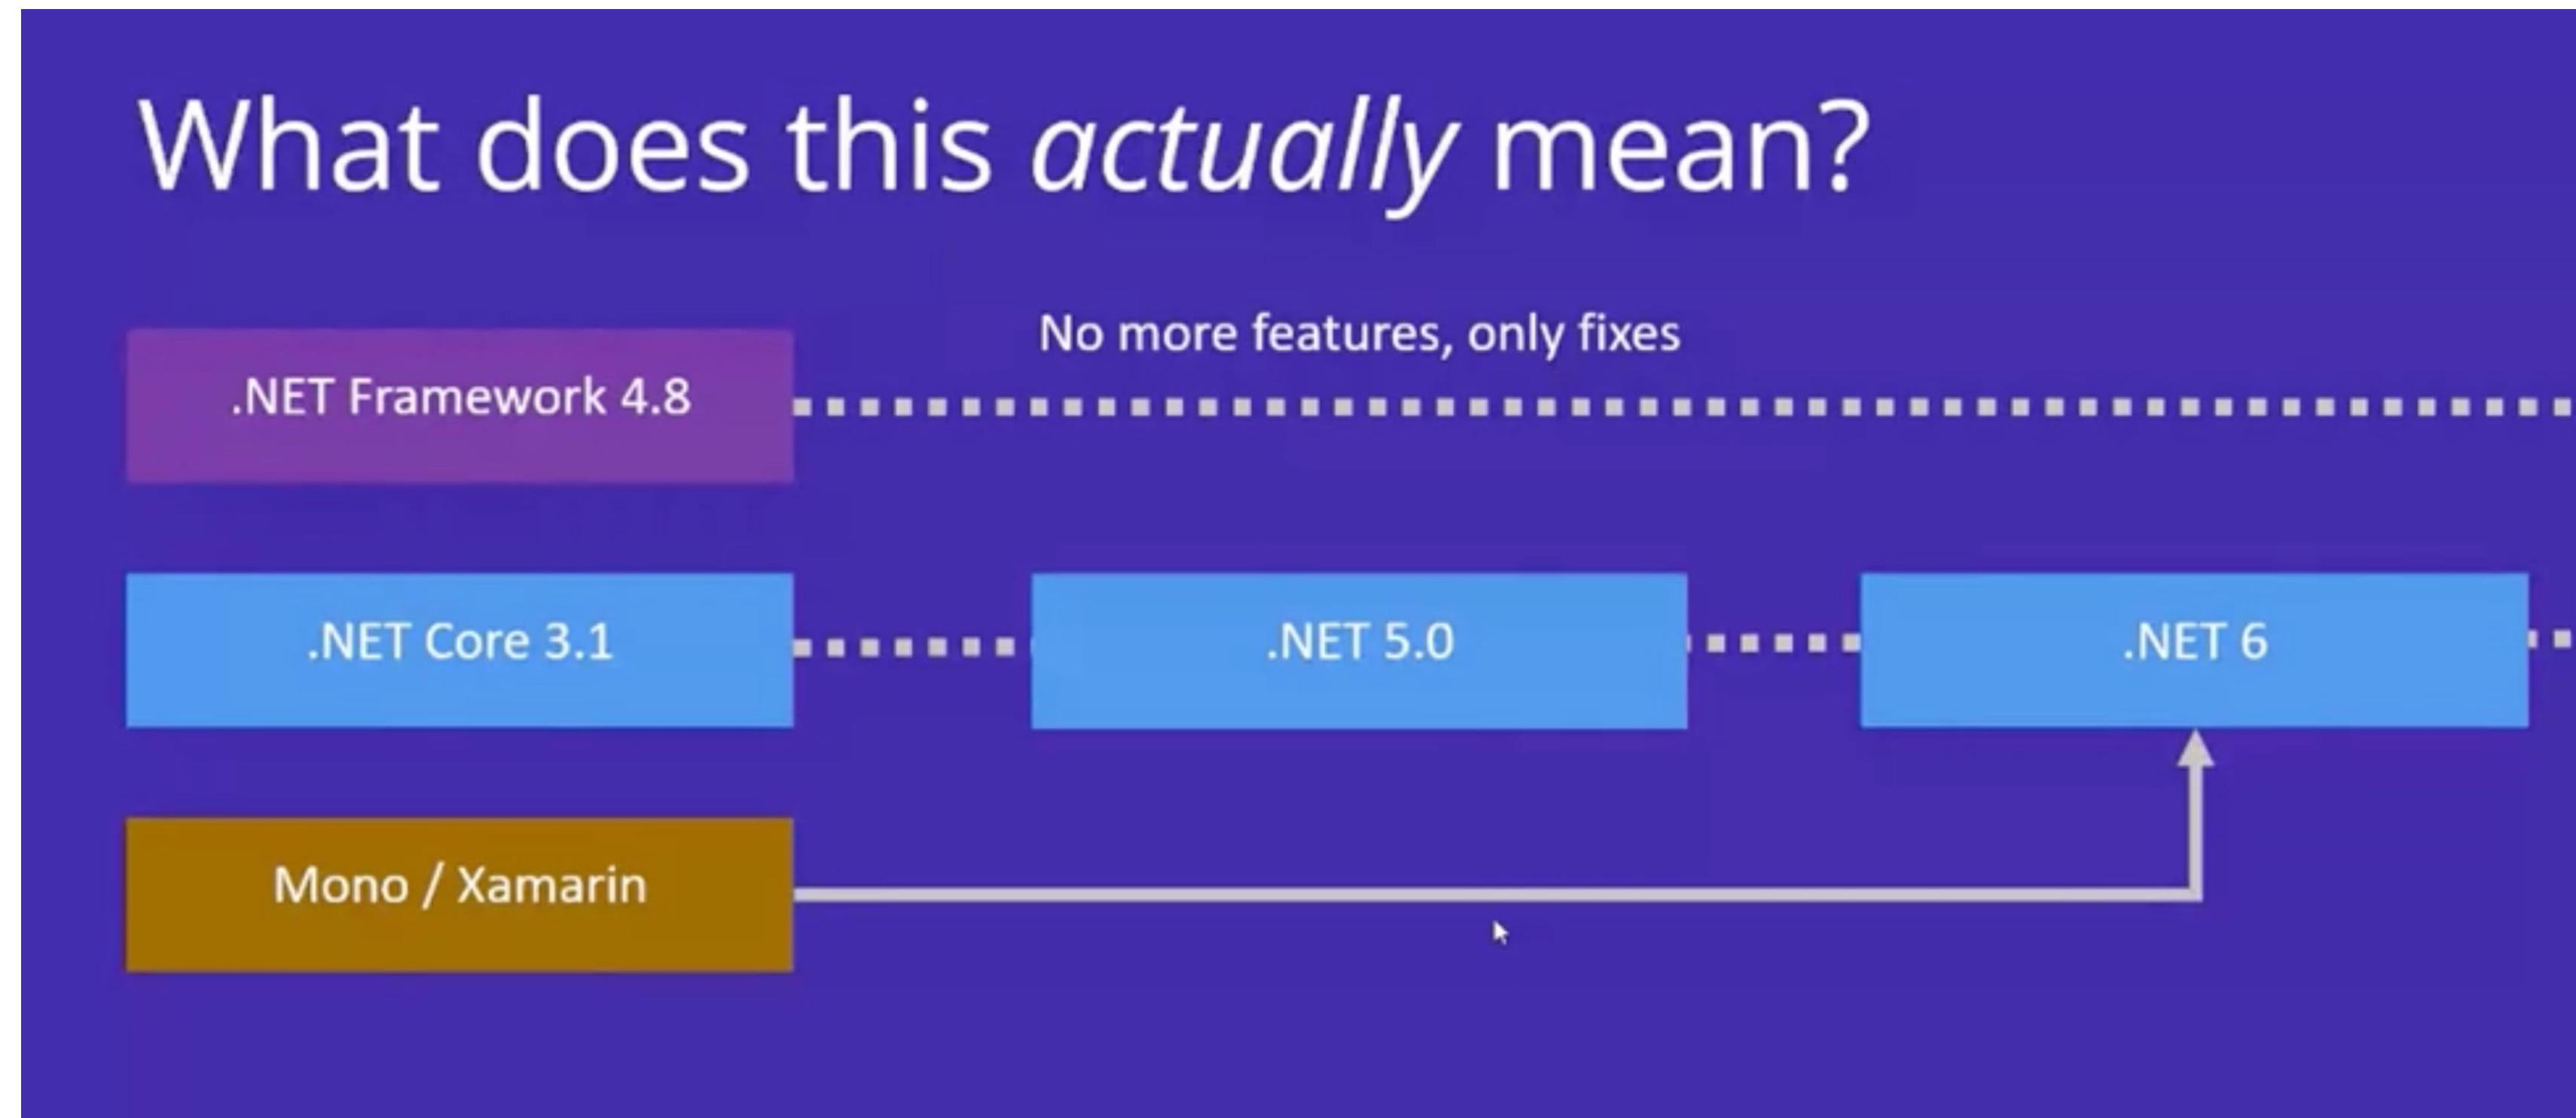 What does this actually mean?
No more features, only fixes
.NET Framework 4.8
.NET Core 3.1
.NET 5.0
.NET 6
Mono / Xamarin